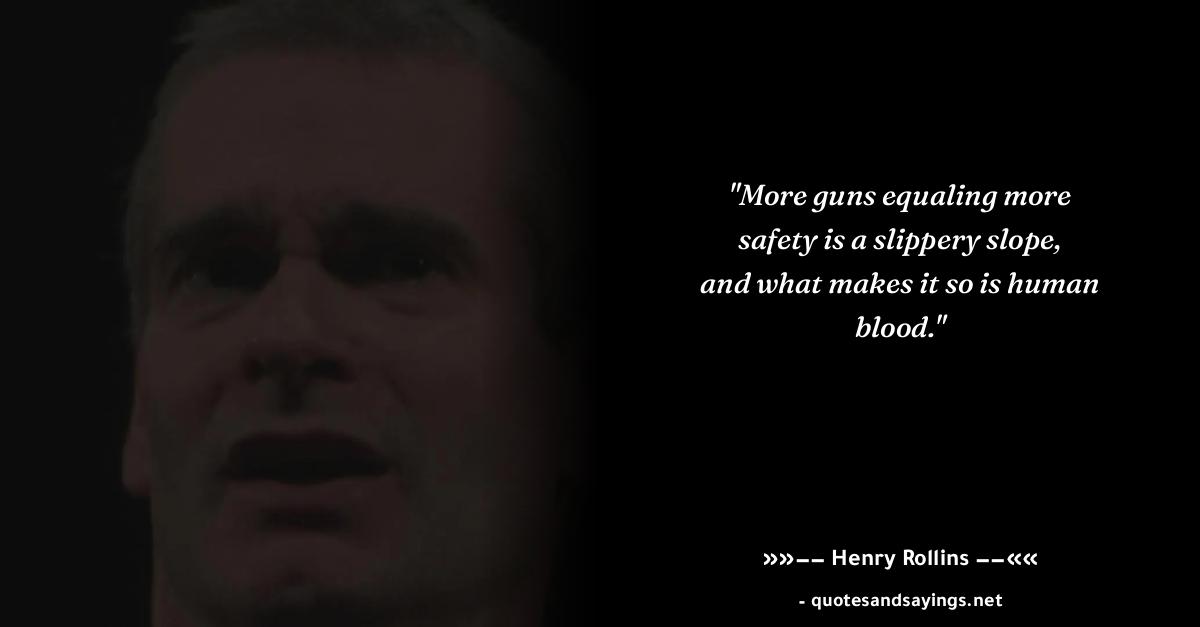 "More guns equaling more
safety is a slippery slope,
and what makes it so is human
blood."
»»−− Henry Rollins −−««
- quotesandsayings.net